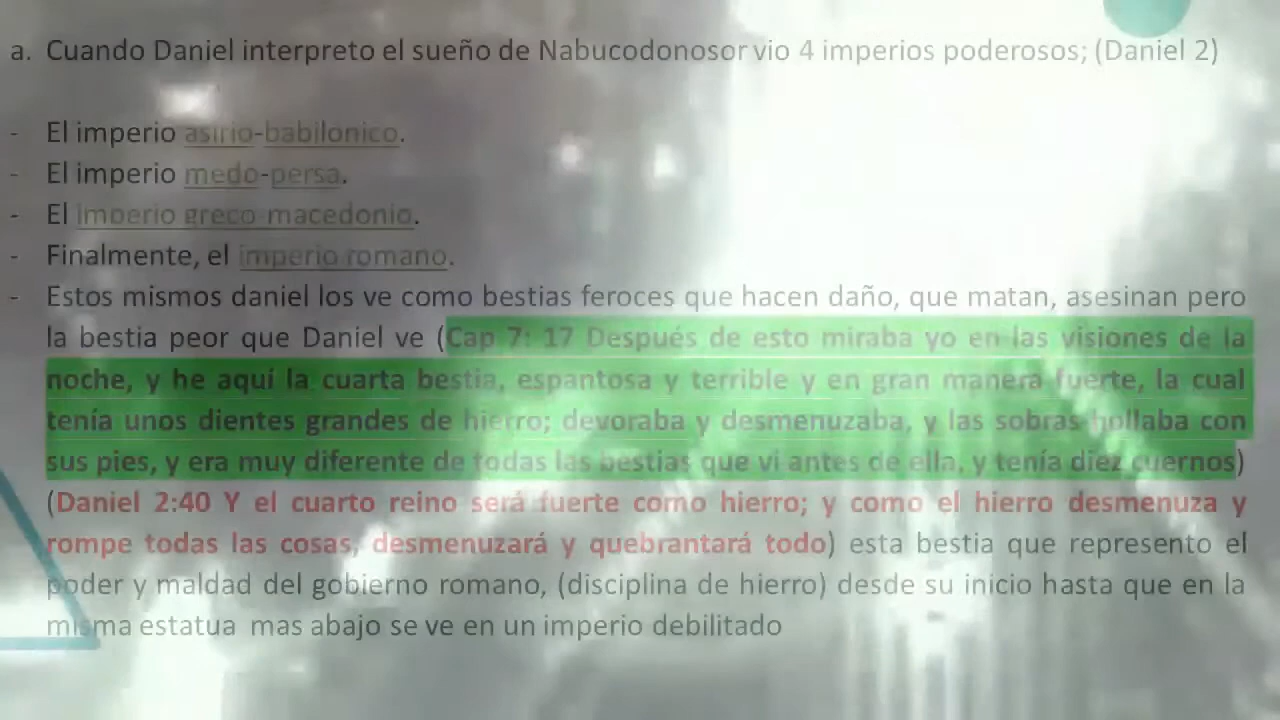 a. Cuando Daniel interpreto el sueño de Nabucodonosor vio 4 imperios poderosos; (Daniel 2)
- El imperio asirio-babilónico.
- El imperio medo-persa.
- El imperio greco-macedonio.
- Finalmente, el imperio romano.
- Estos mismos daniel los ve como bestias feroces que hacen daño, que matan, asesinan pero
la bestia peor que Daniel ve (Cap 7: 17 Después de esto miraba yo en las visiones de la
noche, y he aquí la cuarta bestia, espantosa y terrible y en gran manera fuerte, la cual
tenía unos dientes grandes de hierro; devoraba y desmenuzaba, y las sobras hollaba con
sus pies, y era muy diferente de todas las bestias que vi antes de ella, y tenía diez cuernos)
(Daniel 2:40 Y el cuarto reino será fuerte como hierro; y como el hierro desmenuza y
rompe todas las cosas, desmenuzará y quebrantará todo) esta bestia que represento el
poder y maldad del gobierno romano, (disciplina de hierro) desde su inicio hasta que en la
misma estatua mas abajo se ve en un imperio debilitado